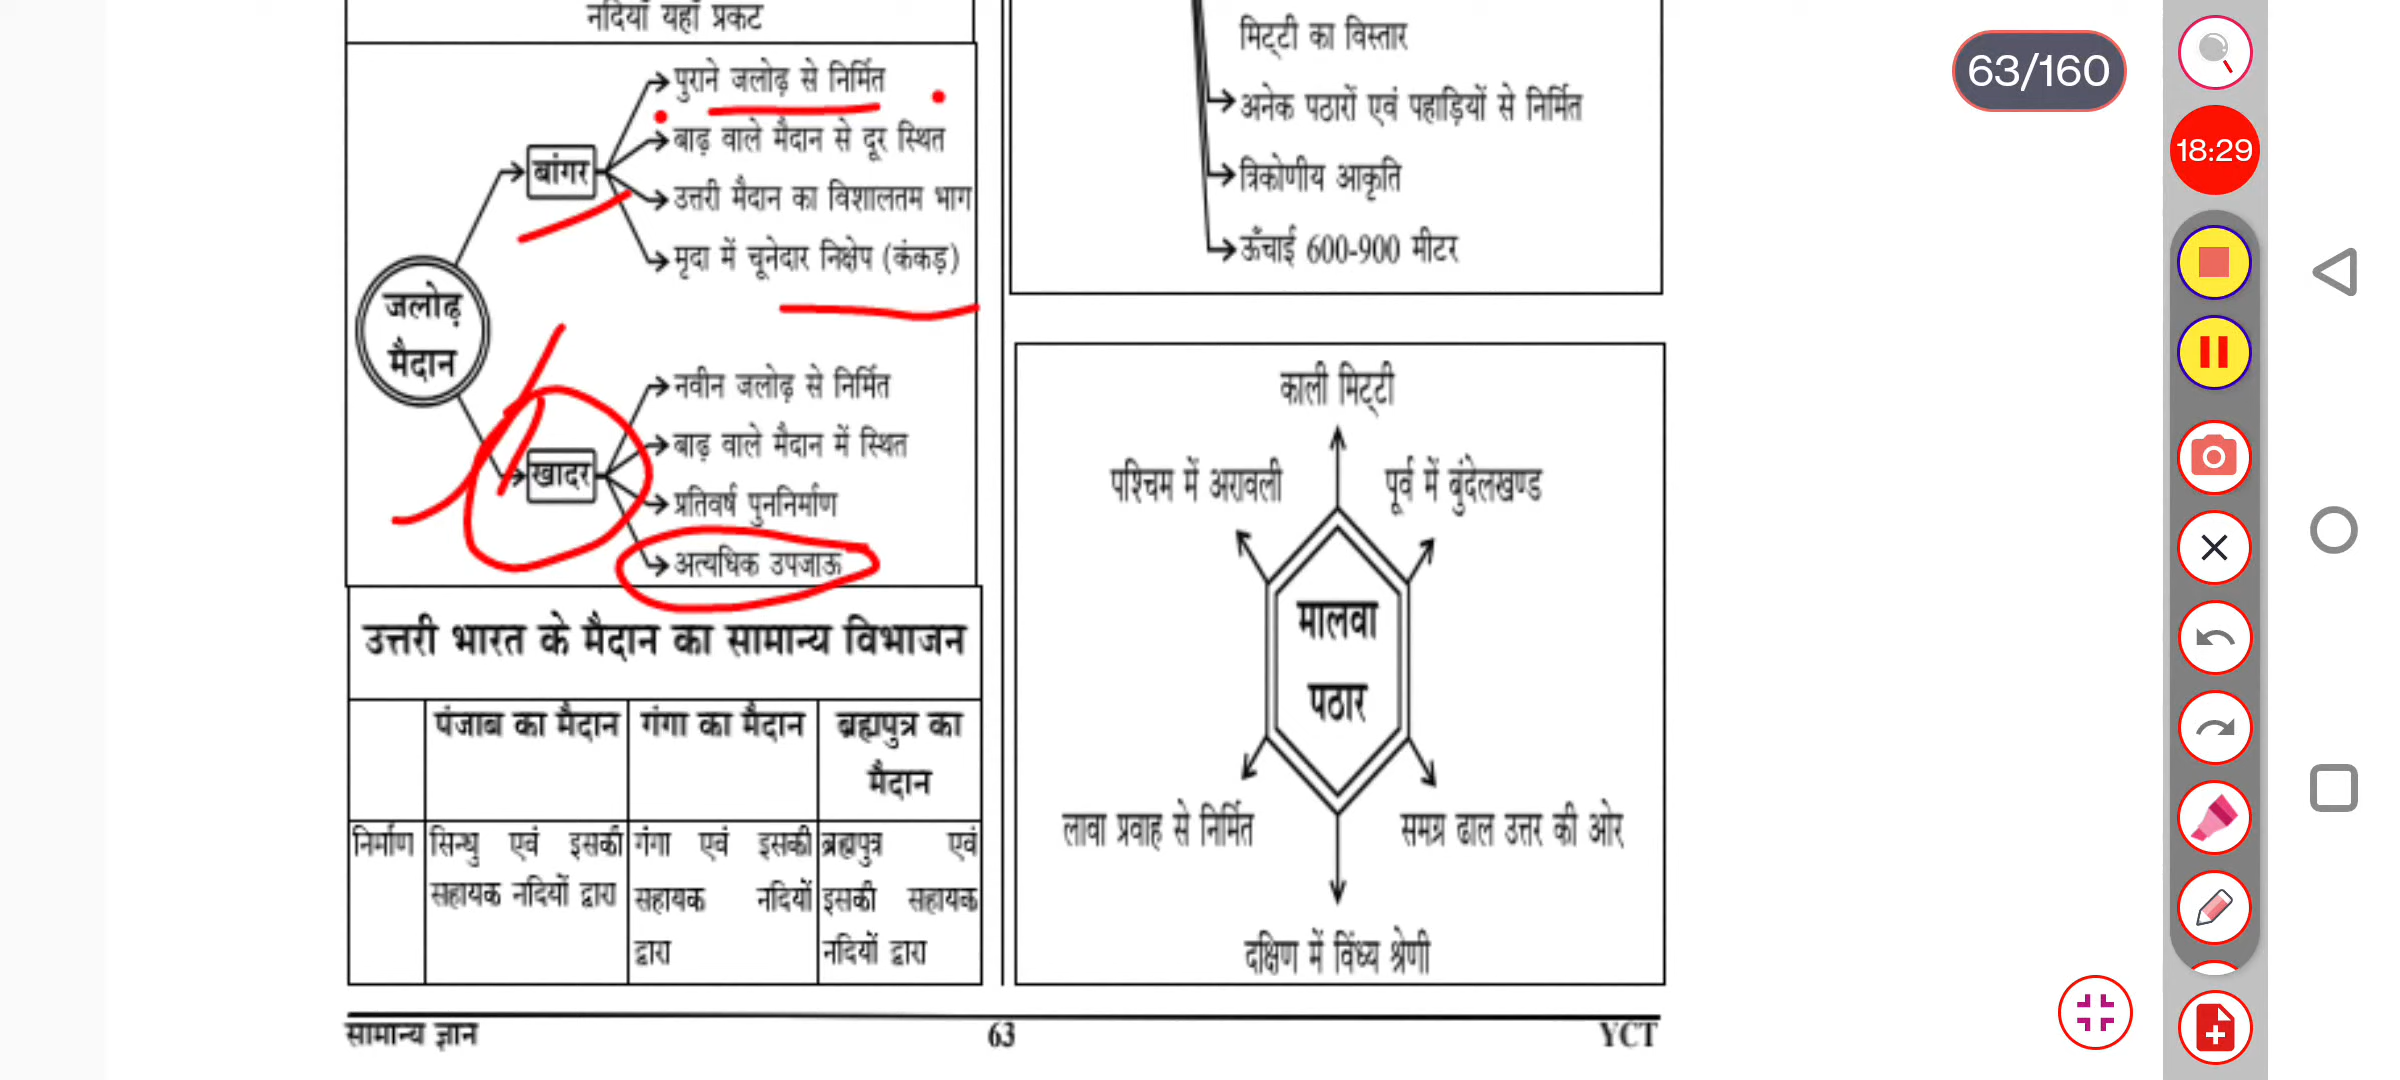 नदियाँ यहाँ प्रकट
पुराने जलोढ़ से निर्मित
बाढ़ वाले मैदान से दूर स्थित
बांगर
उत्तरी मैदान का विशालतम भाग
मृदा में चूनेदार निक्षेप (कंकड़)
जलोढ़
मैदान
नवीन जलोढ़ से निर्मित
बाढ़ वाले मैदान में स्थित
खादर
प्रतिवर्ष पुननिर्माण
अत्यधिक उपजाऊ
उत्तरी भारत के मैदान का सामान्य विभाजन
पंजाब का मैदान गंगा का मैदान ब्रह्मपुत्र का
मैदान
निर्माण सिन्धु एवं इसकी गंगा एवं इसकी ब्रह्मपुत्र एवं
सहायक नदियों द्वारा सहायक नदियों इसकी सहायक
द्वारा नदियों द्वारा
मिट्टी का विस्तार
अनेक पठारों एवं पहाड़ियों से निर्मित
त्रिकोणीय आकृति
ऊँचाई 600-900 मीटर
काली मिट्टी
पश्चिम में अरावली पूर्व में बुंदेलखण्ड
मालवा
पठार
लावा प्रवाह से निर्मित समग्र ढाल उत्तर की ओर
दक्षिण में विंध्य श्रेणी
सामान्य ज्ञान 63 YCT
63/160
18:29